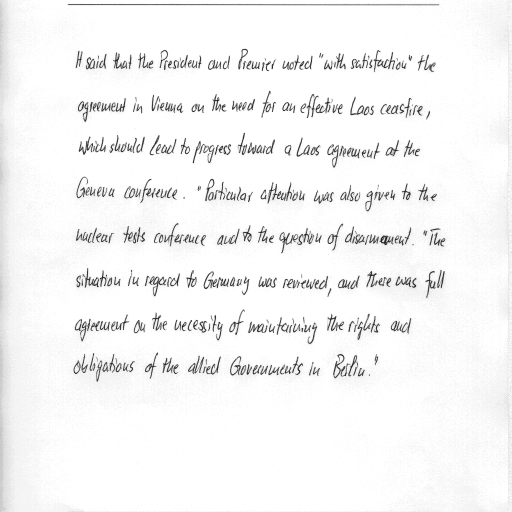 It said that the President and Premier noted "with satisfaction" the
agreement in Vienna on the need for an effective Laos ceasfire,
which should lead to progress toward a Laos agreement at the
Geneva conference. "Particular attention was also given to the
nuclear tests conference and to the question of disarmament. "The
situation in regard to Germany was reviewed, and there was full
agreement on the necessity of maintaining the rights and
obligations of the allied Governments in Berlin."